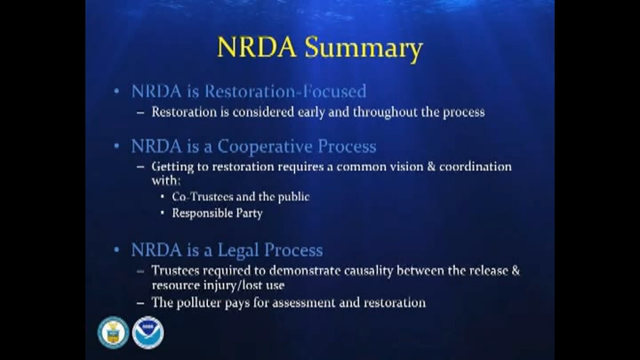 NRDA Summary
• NRDA is Restoration-Focused
– Restoration is considered early and throughout the process
• NRDA is a Cooperative Process
– Getting to restoration requires a common vision & coordination
with:
• Co-Trustees and the public
• Responsible Party
• NRDA is a Legal Process
– Trustees required to demonstrate causality between the release &
resource injury/lost use
– The polluter pays for assessment and restoration